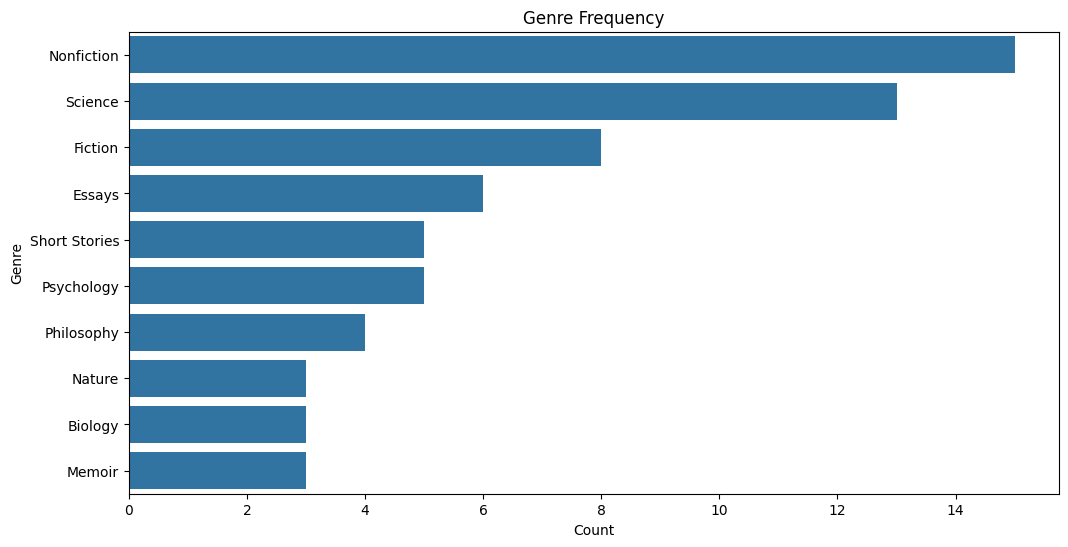 Genre Frequency
Nonfiction
Science
Fiction
Essays
Short Stories
Psychology
Philosophy
Nature
Biology
Memoir
Genre
0 2 4 6 8 10 12 14
Count